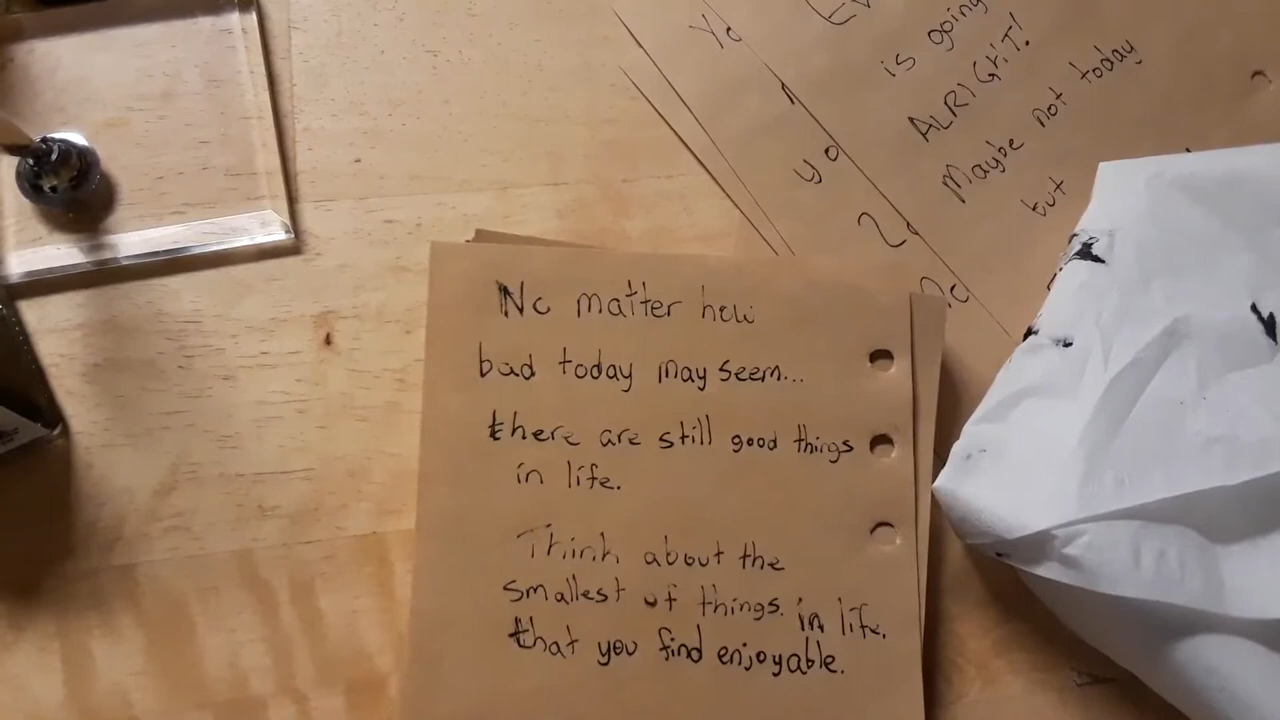 No matter how
bad today may seem...
there are still good things
in life.
Think about the
smallest of things. in life.
that you find enjoyable.
is going
ALRIGHT!
Maybe not today
but
yo